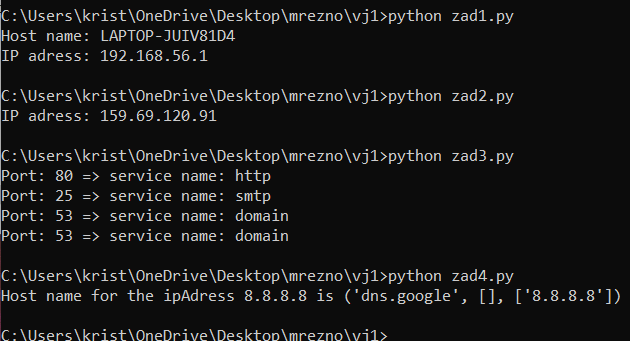 C:\Users\krist\OneDrive\Desktop\mrezno\vj1>python zad1.py
Host name: LAPTOP-JUIV81D4
IP adress: 192.168.56.1
C:\Users\krist\OneDrive\Desktop\mrezno\vj1>python zad2.py
IP adress: 159.69.120.91
C:\Users\krist\OneDrive\Desktop\mrezno\vj1>python zad3.py
Port: 80 => service name: http
Port: 25 => service name: smtp
Port: 53 => service name: domain
Port: 53 => service name: domain
C:\Users\krist\OneDrive\Desktop\mrezno\vj1>python zad4.py
Host name for the ipAdress 8.8.8.8 is ('dns.google', [], ['8.8.8.8'])
C:\Users\krist\OneDrive\Desktop\mrezno\vj1>